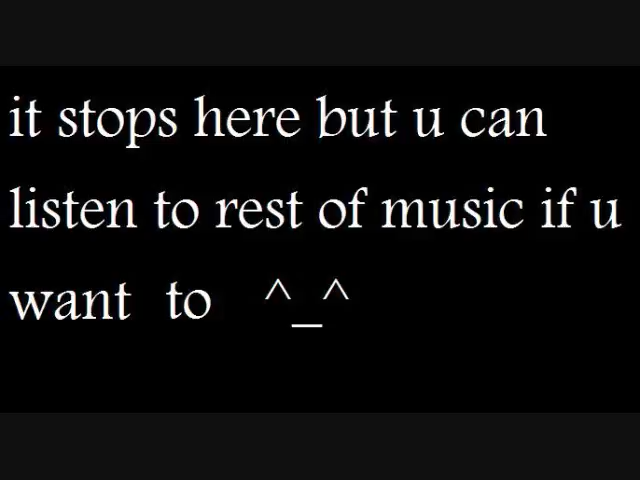 it stops here but u can
listen to rest of music if u
want to ^_^